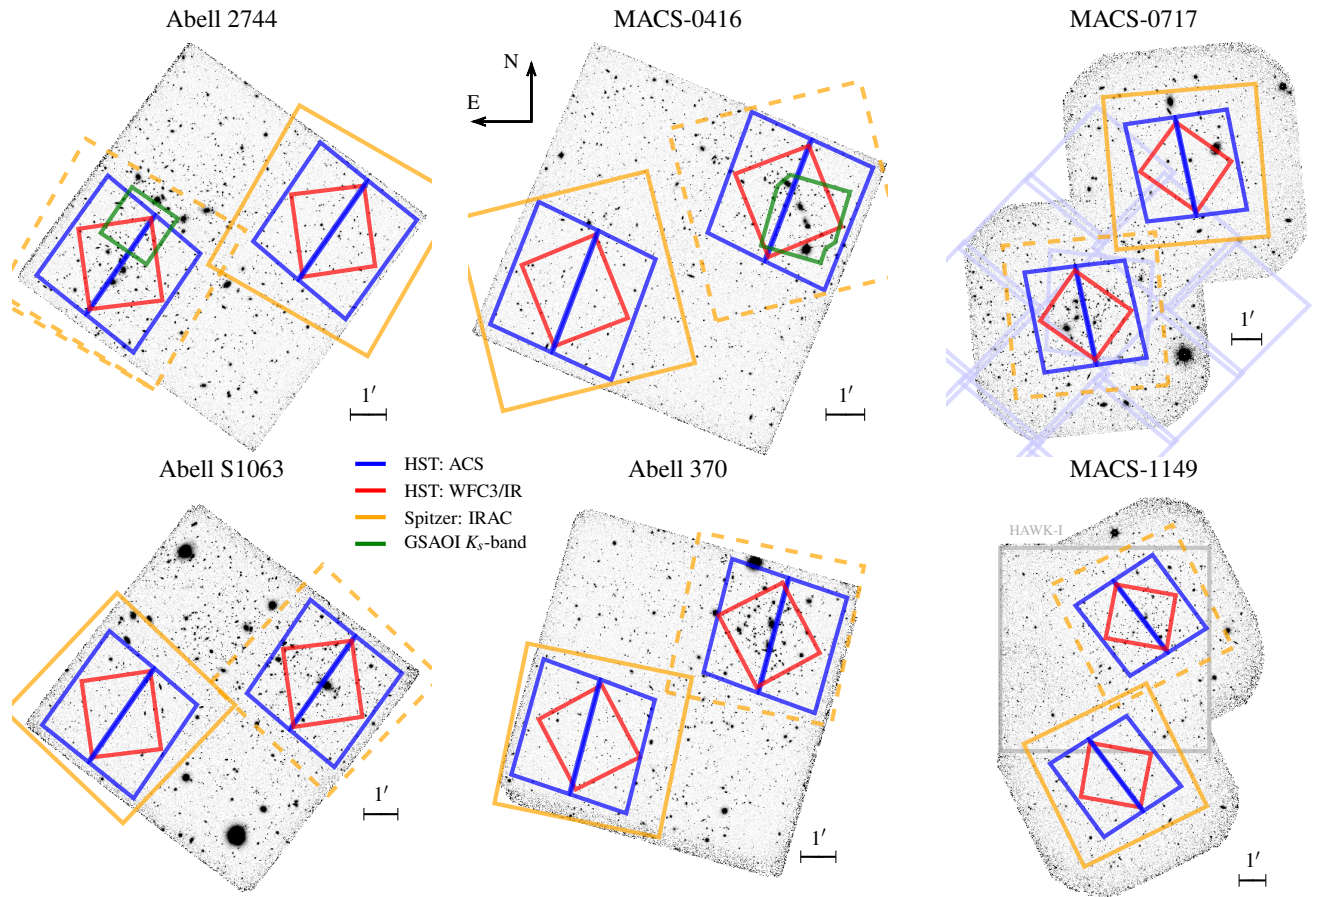 Abell 2744
MACS-0416
MACS-0717
N
E
1′
1′
1′
Abell S1063
Abell 370
MACS-1149
HST: ACS
HST: WFC3/IR
Spitzer: IRAC
GSAOI Ks-band
HAWK-I
1′
1′
1′